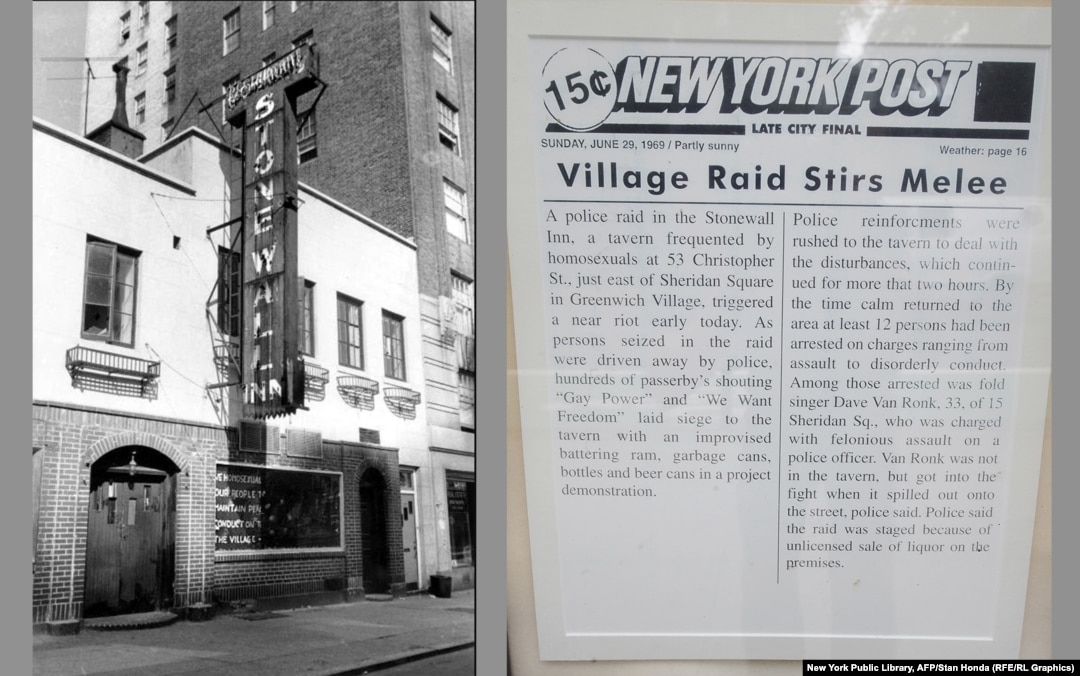 Restaurant
STONEWALL
INN
WE HOMOSEXUALS
OUR PEOPLE TO
MAINTAIN PEA
CONDUCT ON T
THE VILLAGE -
15¢ NEW YORK POST
LATE CITY FINAL
SUNDAY, JUNE 29, 1969 / Partly sunny
Weather: page 16
Village Raid Stirs Melee
A police raid in the Stonewall
Inn, a tavern frequented by
homosexuals at 53 Christopher
St., just east of Sheridan Square
in Greenwich Village, triggered
a near riot early today. As
persons seized in the raid
were driven away by police,
hundreds of passerby's shouting
“Gay Power” and “We Want
Freedom” laid siege to the
tavern with an improvised
battering ram, garbage cans,
bottles and beer cans in a project
demonstration.
Police reinforcments were
rushed to the tavern to deal with
the disturbances, which contin-
ued for more that two hours. By
the time calm returned to the
area at least 12 persons had been
arrested on charges ranging from
assault to disorderly conduct.
Among those arrested was fold
singer Dave Van Ronk, 33, of 15
Sheridan Sq., who was charged
with felonious assault on a
police officer. Van Ronk was not
in the tavern, but got into the
fight when it spilled out onto
the street, police said. Police said
the raid was staged because of
unlicensed sale of liquor on the
premises.
New York Public Library, AFP/Stan Honda (RFE/RL Graphics)